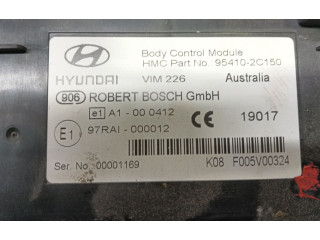 Body Control Module
HMC Part No.: 95410-2C150
HYUNDAI VIM 226 Australia
906 ROBERT BOSCH GmbH
e1 A1 - 00 0412
CE 19017
E1 97RAI - 000012
Ser. No : 00001169 K08 F005V00324